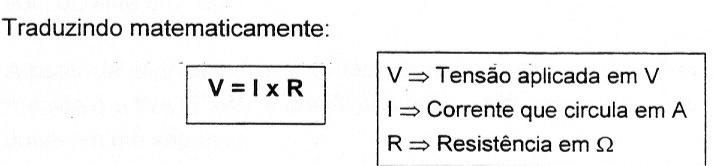 Traduzindo matematicamente:
V = I x R
V ⇒ Tensão aplicada em V
I ⇒ Corrente que circula em A
R ⇒ Resistência em Ω